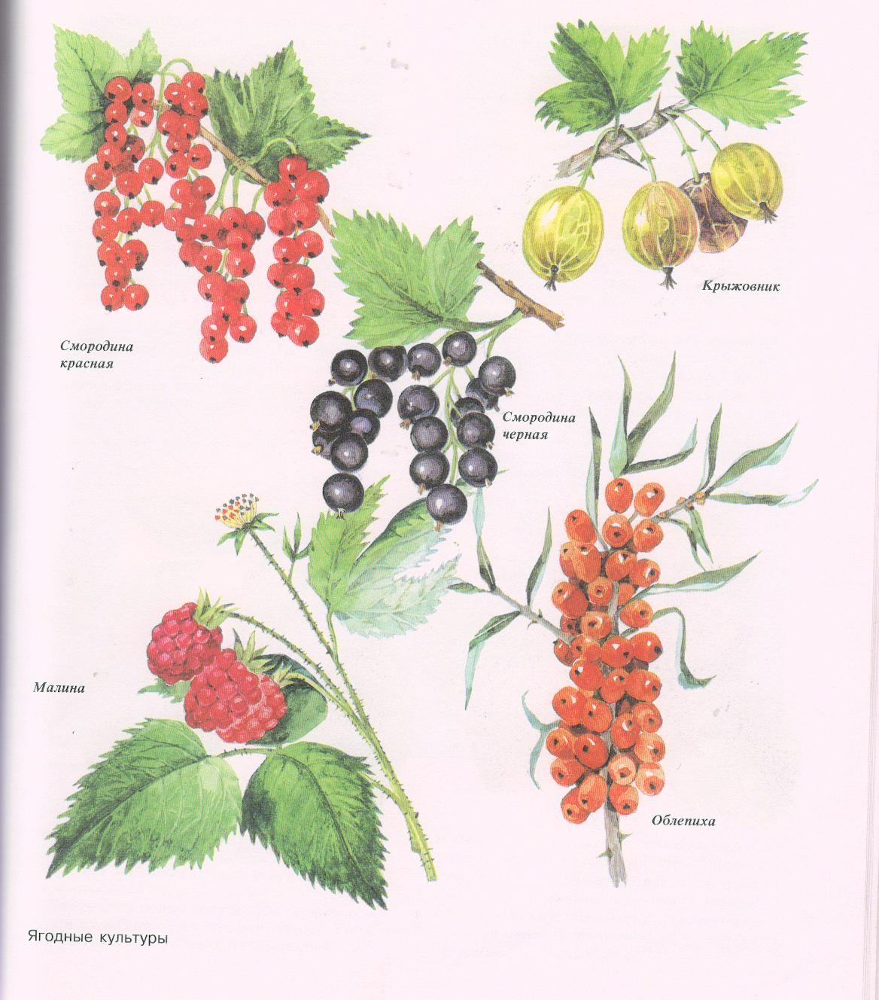 Крыжовник
Смородина
красная
Смородина
черная
Малина
Облепиха
Ягодные культуры